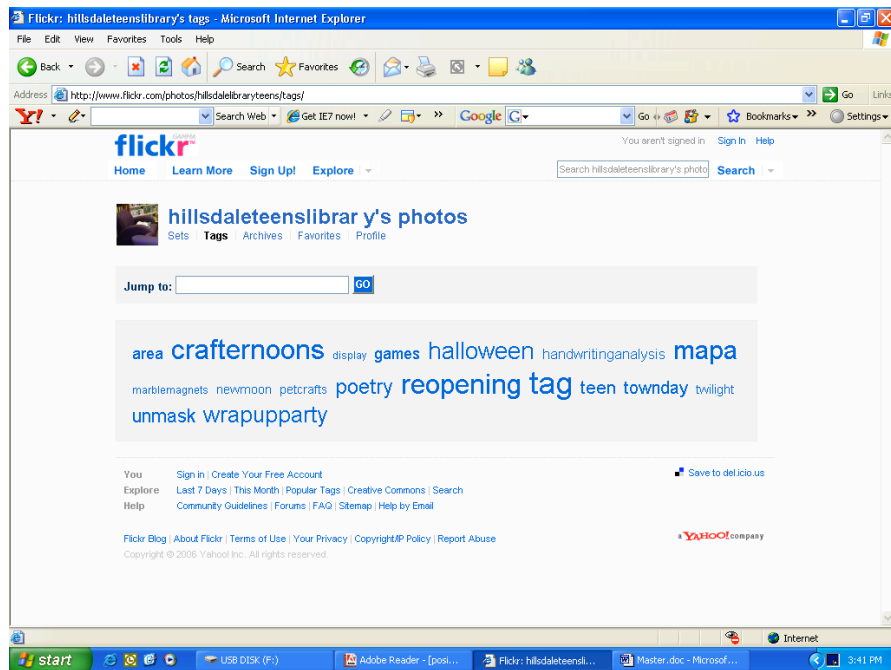 Flickr: hillsdaleteenslibrary's tags - Microsoft Internet Explorer
File Edit View Favorites Tools Help
Back Search Favorites
Address http://www.flickr.com/photos/hillsdalelibraryteens/tags/ Go Links
Y! Search Web Get IE7 now! Google G Go Bookmarks Settings
flickr GAMMA You aren't signed in Sign In Help
Home Learn More Sign Up! Explore Search hillsdaleteenslibrary's photo Search
hillsdaleteenslibrar y's photos
Sets | Tags | Archives | Favorites | Profile
Jump to: GO
area crafternoons display games halloween handwritinganalysis mapa
marblemagnets newmoon petcrafts poetry reopening tag teen townday twilight
unmask wrapupparty
You Sign in | Create Your Free Account Save to del.icio.us
Explore Last 7 Days | This Month | Popular Tags | Creative Commons | Search
Help Community Guidelines | Forums | FAQ | Sitemap | Help by Email
Flickr Blog | About Flickr | Terms of Use | Your Privacy | Copyright/IP Policy | Report Abuse a YAHOO! company
Copyright © 2006 Yahoo! Inc. All rights reserved.
Internet
start USB DISK (F:) Adobe Reader - [posi... Flickr: hillsdaleteensli... Master.doc - Microsof... 3:41 PM